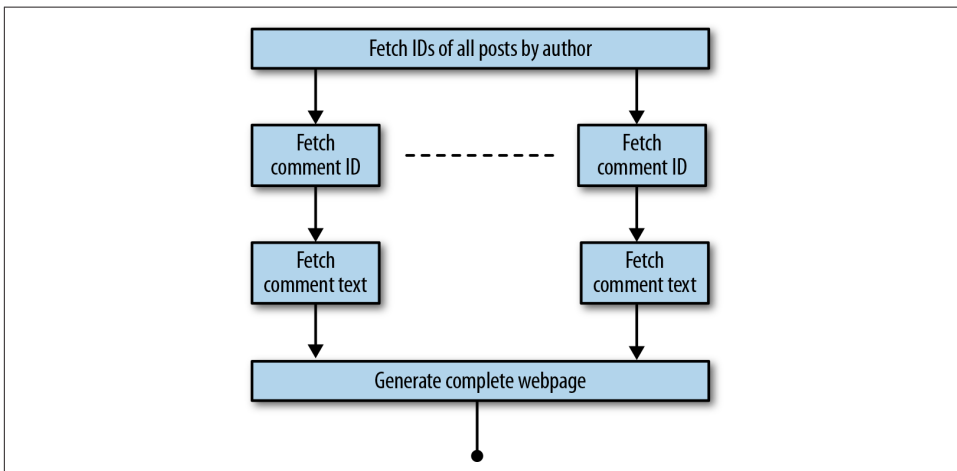 Fetch IDs of all posts by author
Fetch
comment ID
Fetch
comment ID
Fetch
comment text
Fetch
comment text
Generate complete webpage